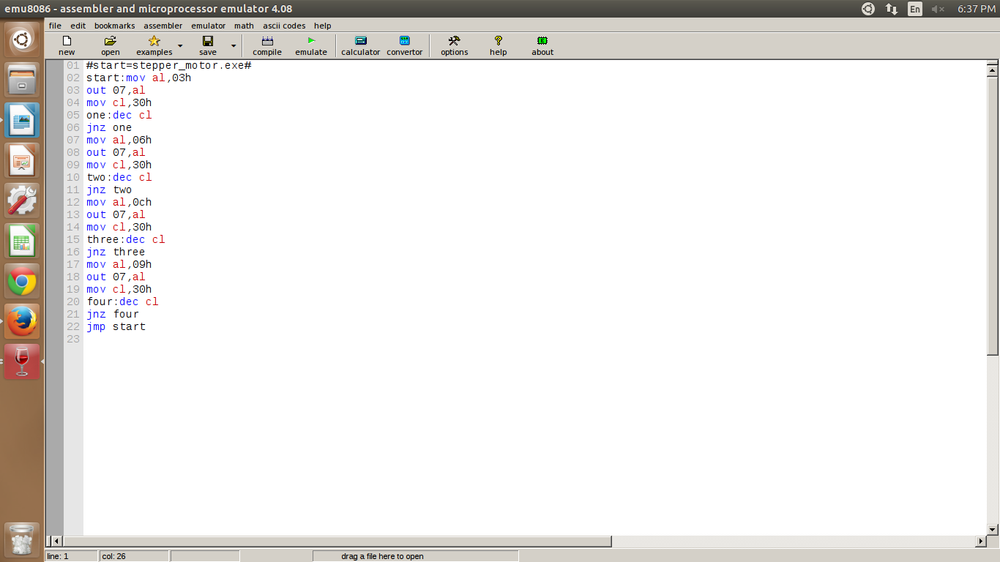 emu8086 - assembler and microprocessor emulator 4.08
En
6:37 PM
file edit bookmarks assembler emulator math ascii codes help
new open examples save compile emulate calculator convertor options help about
01 #start=stepper_motor.exe#
02 start:mov al,03h
03 out 07,al
04 mov cl,30h
05 one:dec cl
06 jnz one
07 mov al,06h
08 out 07,al
09 mov cl,30h
10 two:dec cl
11 jnz two
12 mov al,0ch
13 out 07,al
14 mov cl,30h
15 three:dec cl
16 jnz three
17 mov al,09h
18 out 07,al
19 mov cl,30h
20 four:dec cl
21 jnz four
22 jmp start
23
line: 1 col: 26 drag a file here to open